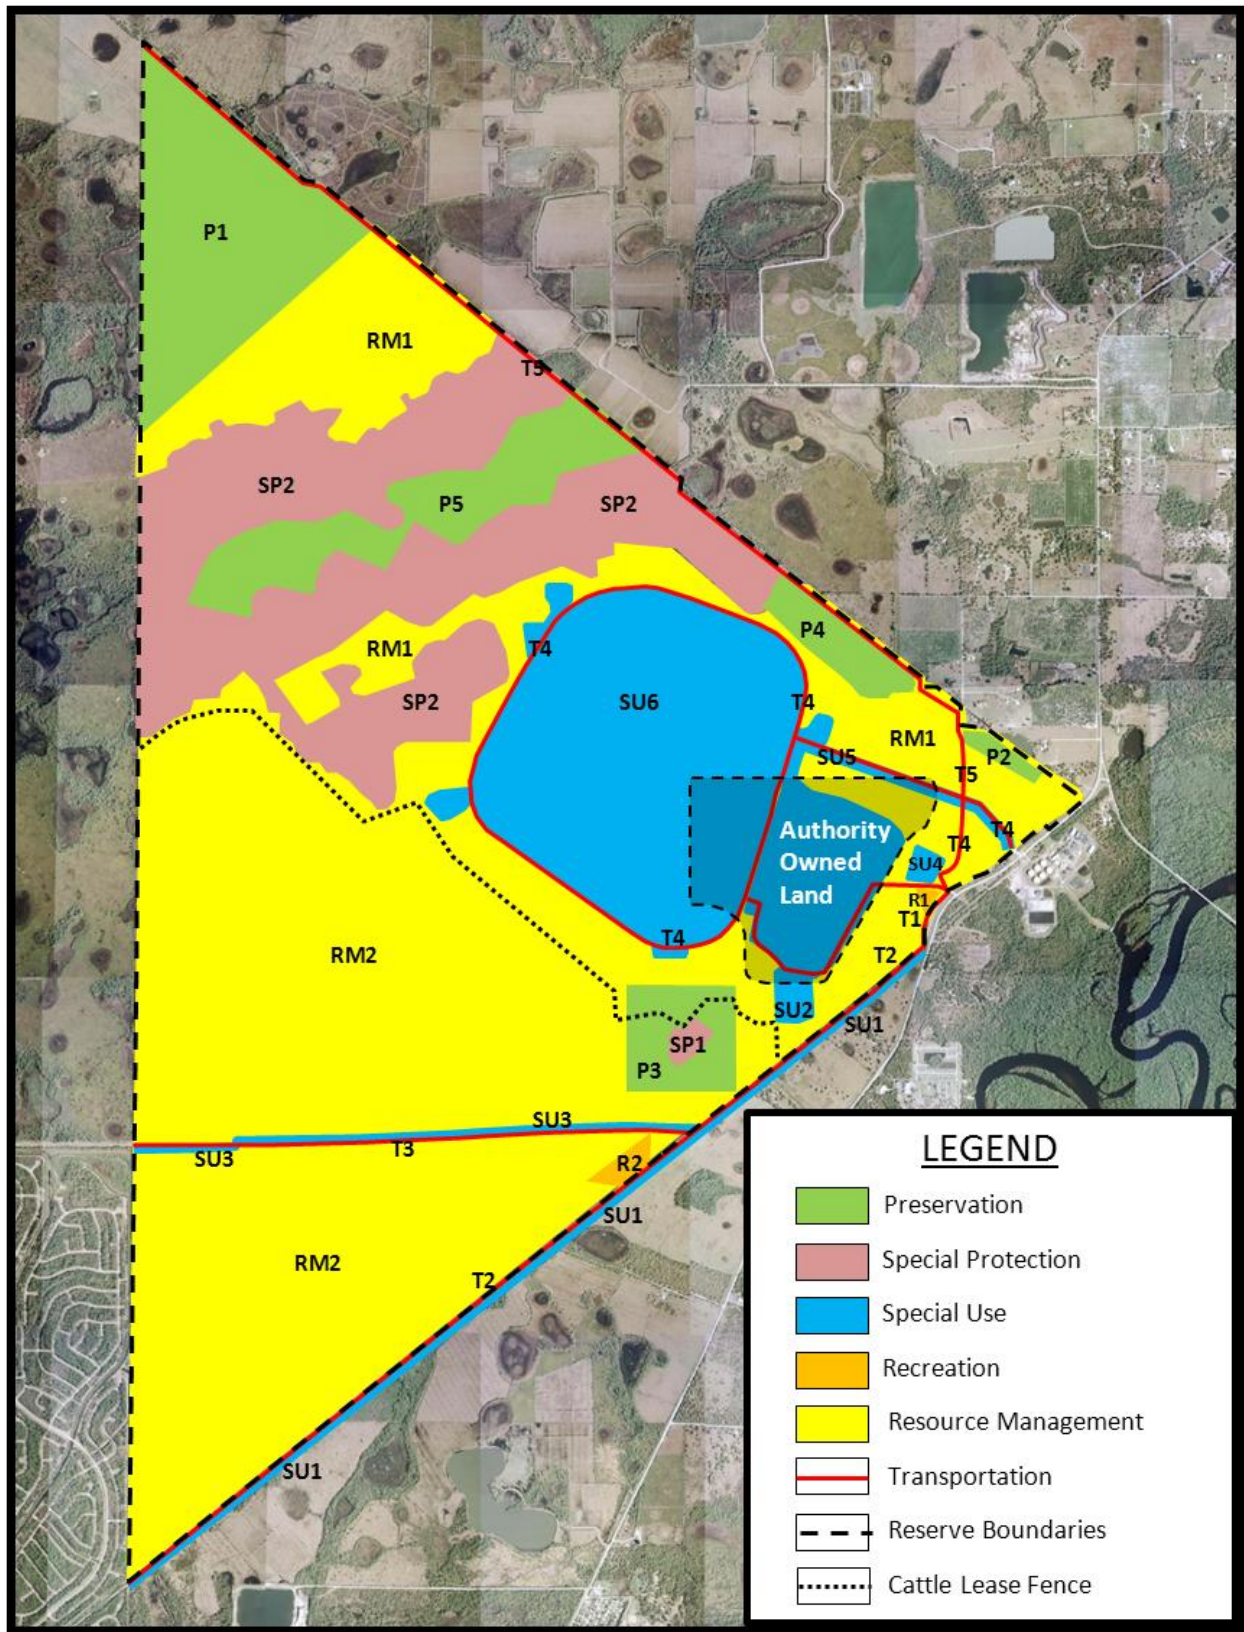 P1
RM1
T5
SP2
P5
SP2
P4
RM1
T4
SP2
SU6
T4
RM1
P2
SU5
T5
T4
Authority
Owned
Land
T4
SU4
R1
T1
T2
T4
RM2
SU2
SU1
SP1
P3
SU3
SU3
T3
R2
SU1
RM2
T2
SU1
LEGEND
Preservation
Special Protection
Special Use
Recreation
Resource Management
Transportation
Reserve Boundaries
Cattle Lease Fence